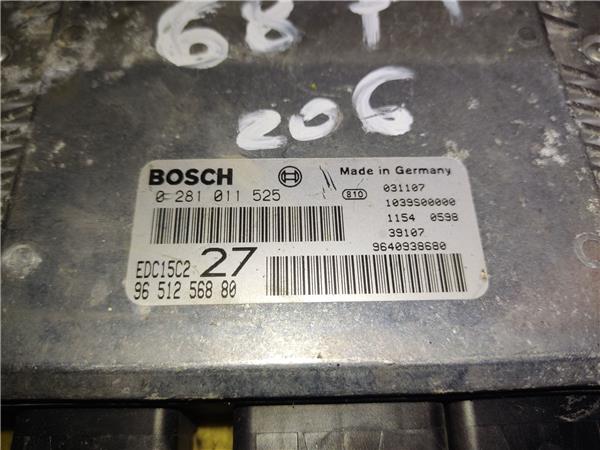 68
206
BOSCH
Made in Germany
0 281 011 525
810
031107
1039S00000
1154 0598
39107
9640938680
EDC15C2 27
96 512 568 80